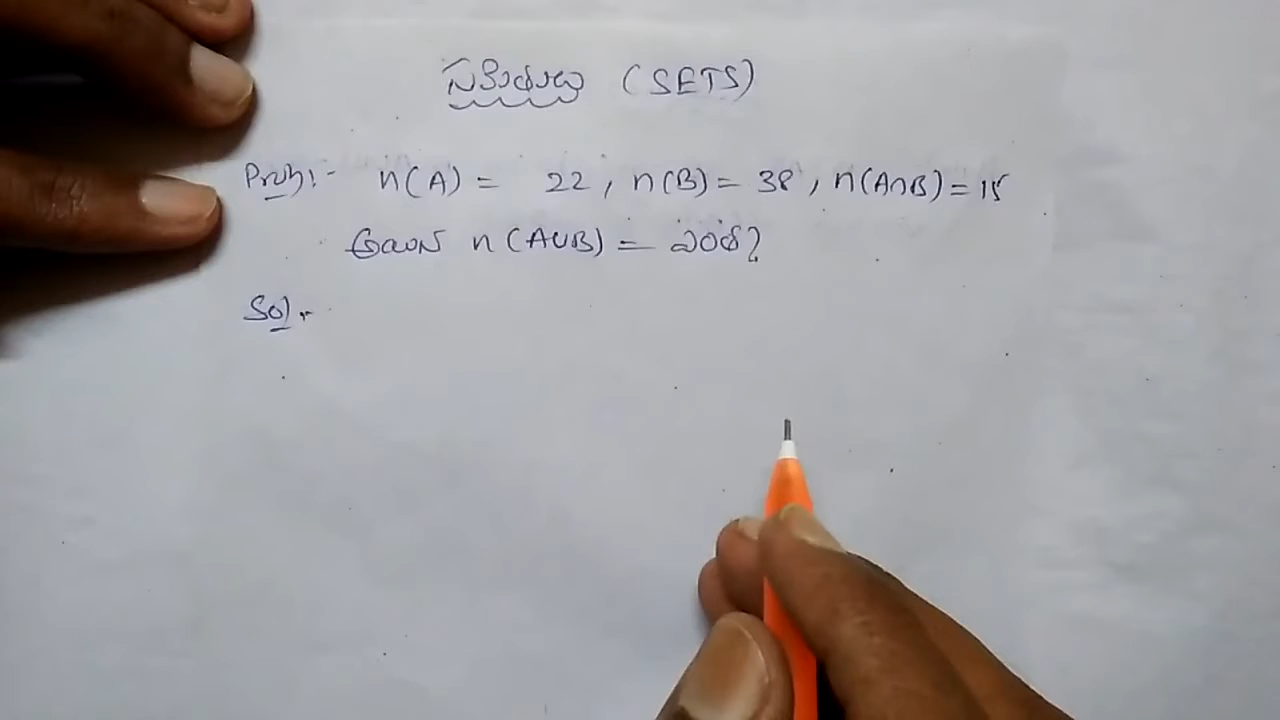 సమితులు (SETS)
Prob:- n(A) = 22, n(B) = 38, n(A∩B) = 15
అయిన n(A∪B) = ఎంత?
Sol:-